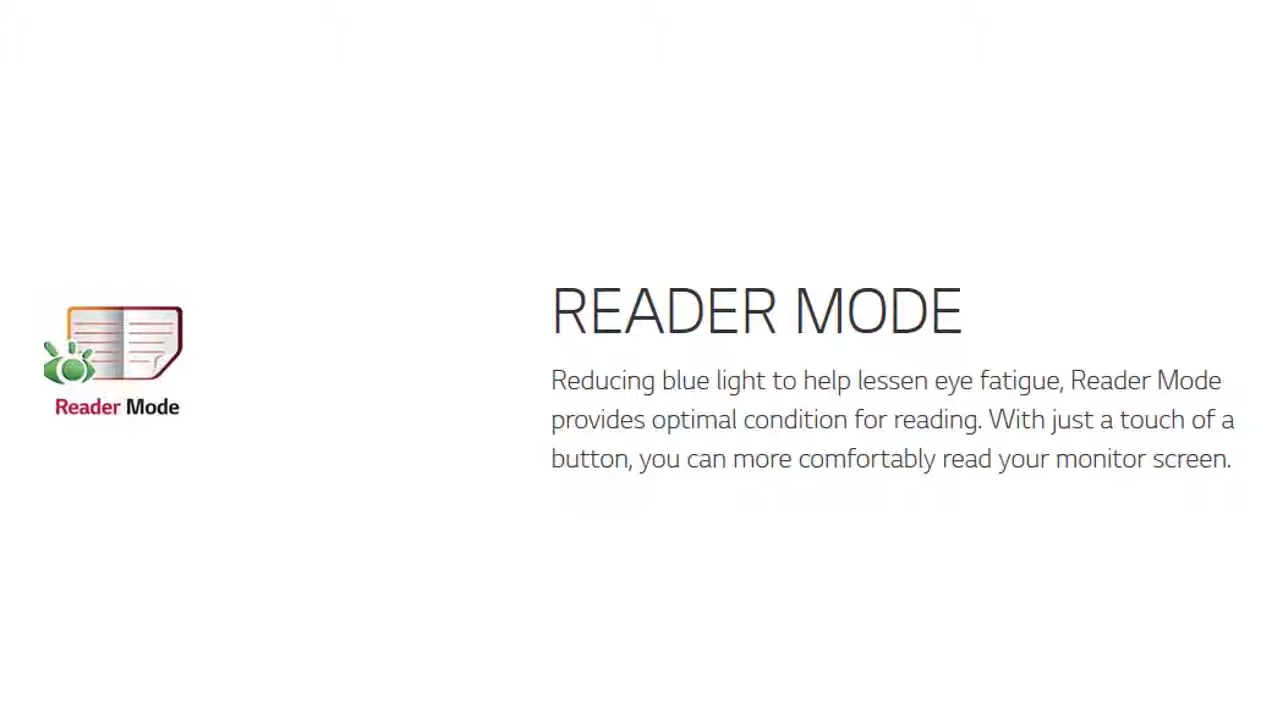 Reader Mode
READER MODE
Reducing blue light to help lessen eye fatigue, Reader Mode
provides optimal condition for reading. With just a touch of a
button, you can more comfortably read your monitor screen.